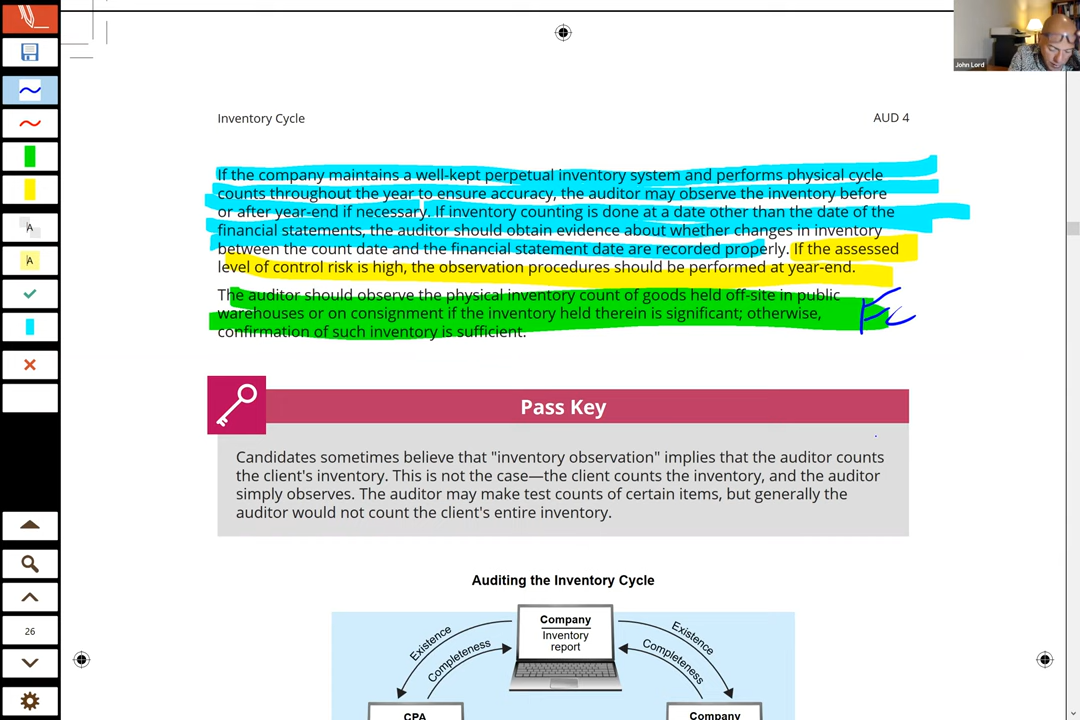 John Lord
Inventory Cycle
AUD 4
If the company maintains a well-kept perpetual inventory system and performs physical cycle
counts throughout the year to ensure accuracy, the auditor may observe the inventory before
or after year-end if necessary. If inventory counting is done at a date other than the date of the
financial statements, the auditor should obtain evidence about whether changes in inventory
between the count date and the financial statement date are recorded properly. If the assessed
level of control risk is high, the observation procedures should be performed at year-end.
The auditor should observe the physical inventory count of goods held off-site in public
warehouses or on consignment if the inventory held therein is significant; otherwise,
confirmation of such inventory is sufficient.
Pass Key
Candidates sometimes believe that "inventory observation" implies that the auditor counts
the client's inventory. This is not the case—the client counts the inventory, and the auditor
simply observes. The auditor may make test counts of certain items, but generally the
auditor would not count the client's entire inventory.
Auditing the Inventory Cycle
Company
Inventory
report
Existence
Completeness
Existence
Completeness
CPA
Company
A
A
26